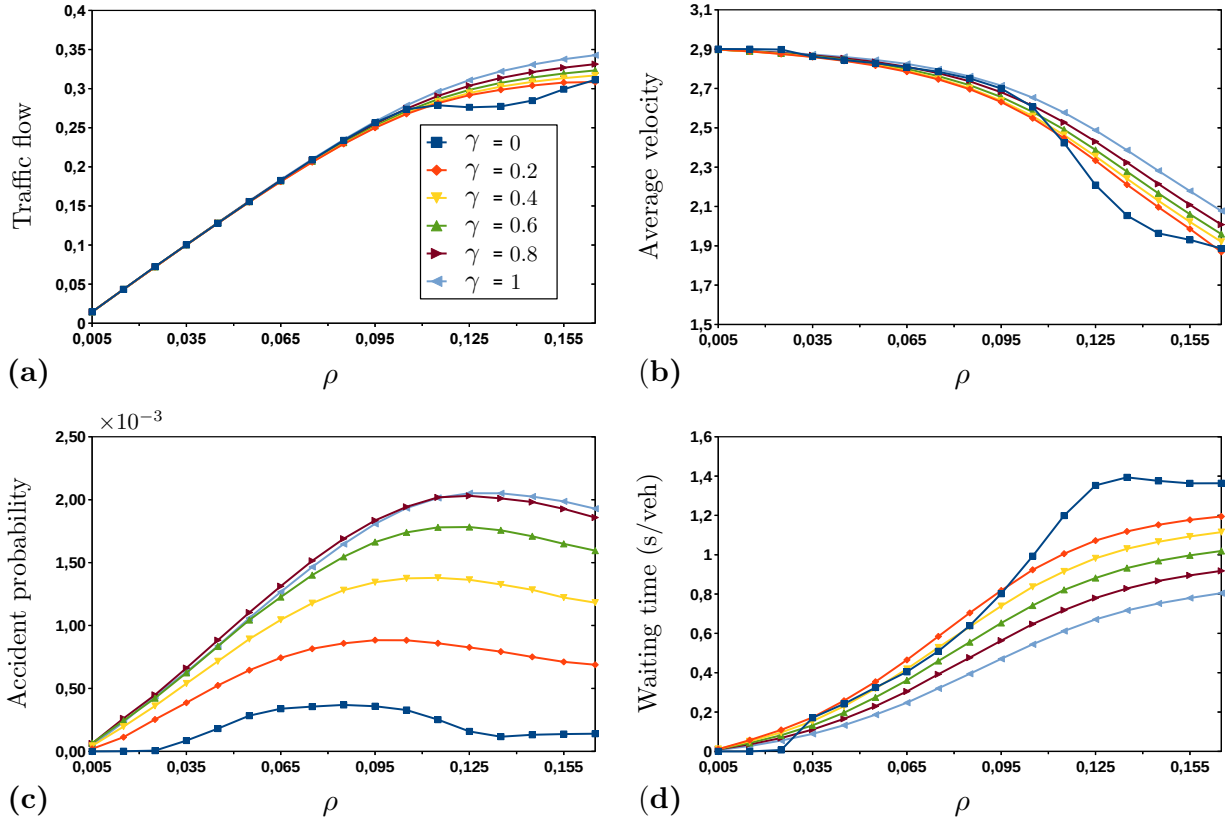 Traffic flow
0,4
0,35
0,3
0,25
0,2
0,15
0,1
0,05
0
0,005 0,035 0,065 0,095 0,125 0,155
γ = 0
γ = 0.2
γ = 0.4
γ = 0.6
γ = 0.8
γ = 1
(a)
ρ
Average velocity
3,1
2,9
2,7
2,5
2,3
2,1
1,9
1,7
1,5
0,005 0,035 0,065 0,095 0,125 0,155
(b)
ρ
×10−3
Accident probability
2,50
2,00
1,50
1,00
0,50
0,00
0,005 0,035 0,065 0,095 0,125 0,155
(c)
ρ
Waiting time (s/veh)
1,6
1,4
1,2
1
0,8
0,6
0,4
0,2
0
0,005 0,035 0,065 0,095 0,125 0,155
(d)
ρ